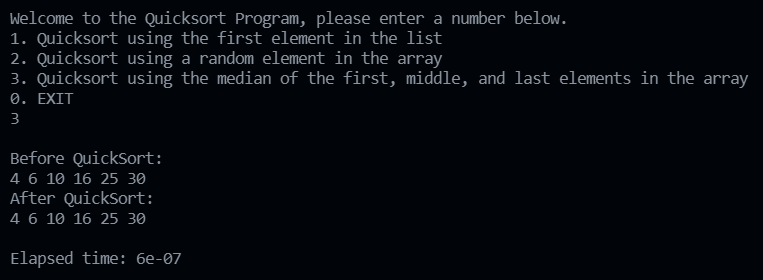 Welcome to the Quicksort Program, please enter a number below.
1. Quicksort using the first element in the list
2. Quicksort using a random element in the array
3. Quicksort using the median of the first, middle, and last elements in the array
0. EXIT
3
Before QuickSort:
4 6 10 16 25 30
After QuickSort:
4 6 10 16 25 30
Elapsed time: 6e-07